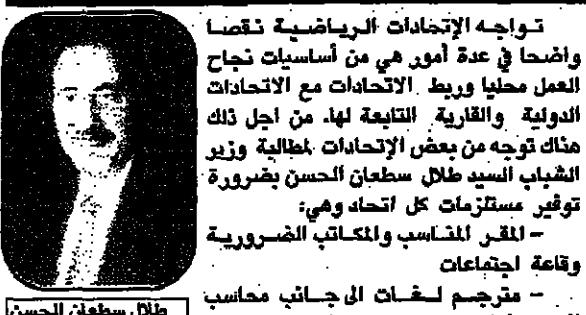 تواجه الإتحادات الرياضية نقصا
واضحا في عدة أمور هي من أساسيات نجاح
العمل محليا وربط الاتحادات مع الاتحادات
الدولية والقارية التابعة لها. من اجل ذلك
هناك توجه من بعض الإتحادات لمطالبة وزير
الشباب السيد طلال سطعان الحسن بضرورة
توفير مستلزمات كل اتحاد وهي:
- المقر المناسب والمكاتب الضرورية
وقاعة اجتماعات
- مترجم لغات الى جانب محاسب
طلال سطعان الحسن